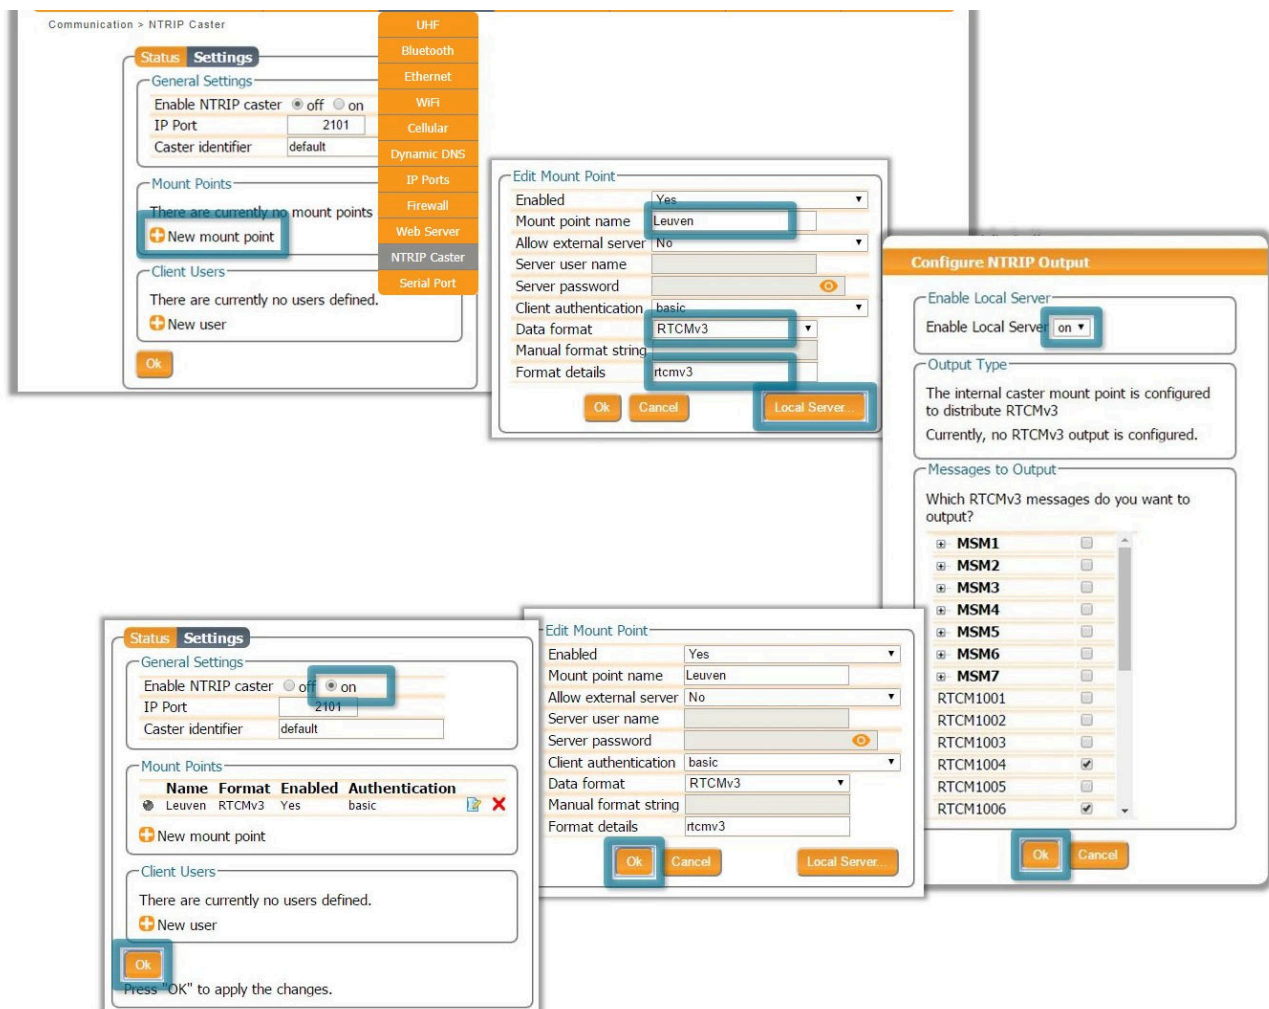 Communication > NTRIP Caster
UHF
Bluetooth
Ethernet
WiFi
Cellular
Dynamic DNS
IP Ports
Firewall
Web Server
NTRIP Caster
Serial Port
Status Settings
General Settings
Enable NTRIP caster off on
IP Port 2101
Caster identifier default
Mount Points
There are currently no mount points
New mount point
Client Users
There are currently no users defined.
New user
Ok
Edit Mount Point
Enabled Yes
Mount point name Leuven
Allow external server No
Server user name
Server password
Client authentication basic
Data format RTCMv3
Manual format string
Format details rtcmv3
Ok Cancel Local Server...
Configure NTRIP Output
Enable Local Server
Enable Local Server on
Output Type
The internal caster mount point is configured
to distribute RTCMv3
Currently, no RTCMv3 output is configured.
Messages to Output
Which RTCMv3 messages do you want to
output?
MSM1
MSM2
MSM3
MSM4
MSM5
MSM6
MSM7
RTCM1001
RTCM1002
RTCM1003
RTCM1004
RTCM1005
RTCM1006
Ok Cancel
Edit Mount Point
Enabled Yes
Mount point name Leuven
Allow external server No
Server user name
Server password
Client authentication basic
Data format RTCMv3
Manual format string
Format details rtcmv3
Ok Cancel Local Server...
Status Settings
General Settings
Enable NTRIP caster off on
IP Port 2101
Caster identifier default
Mount Points
Name Format Enabled Authentication
Leuven RTCMv3 Yes basic
New mount point
Client Users
There are currently no users defined.
New user
Ok
Press "OK" to apply the changes.